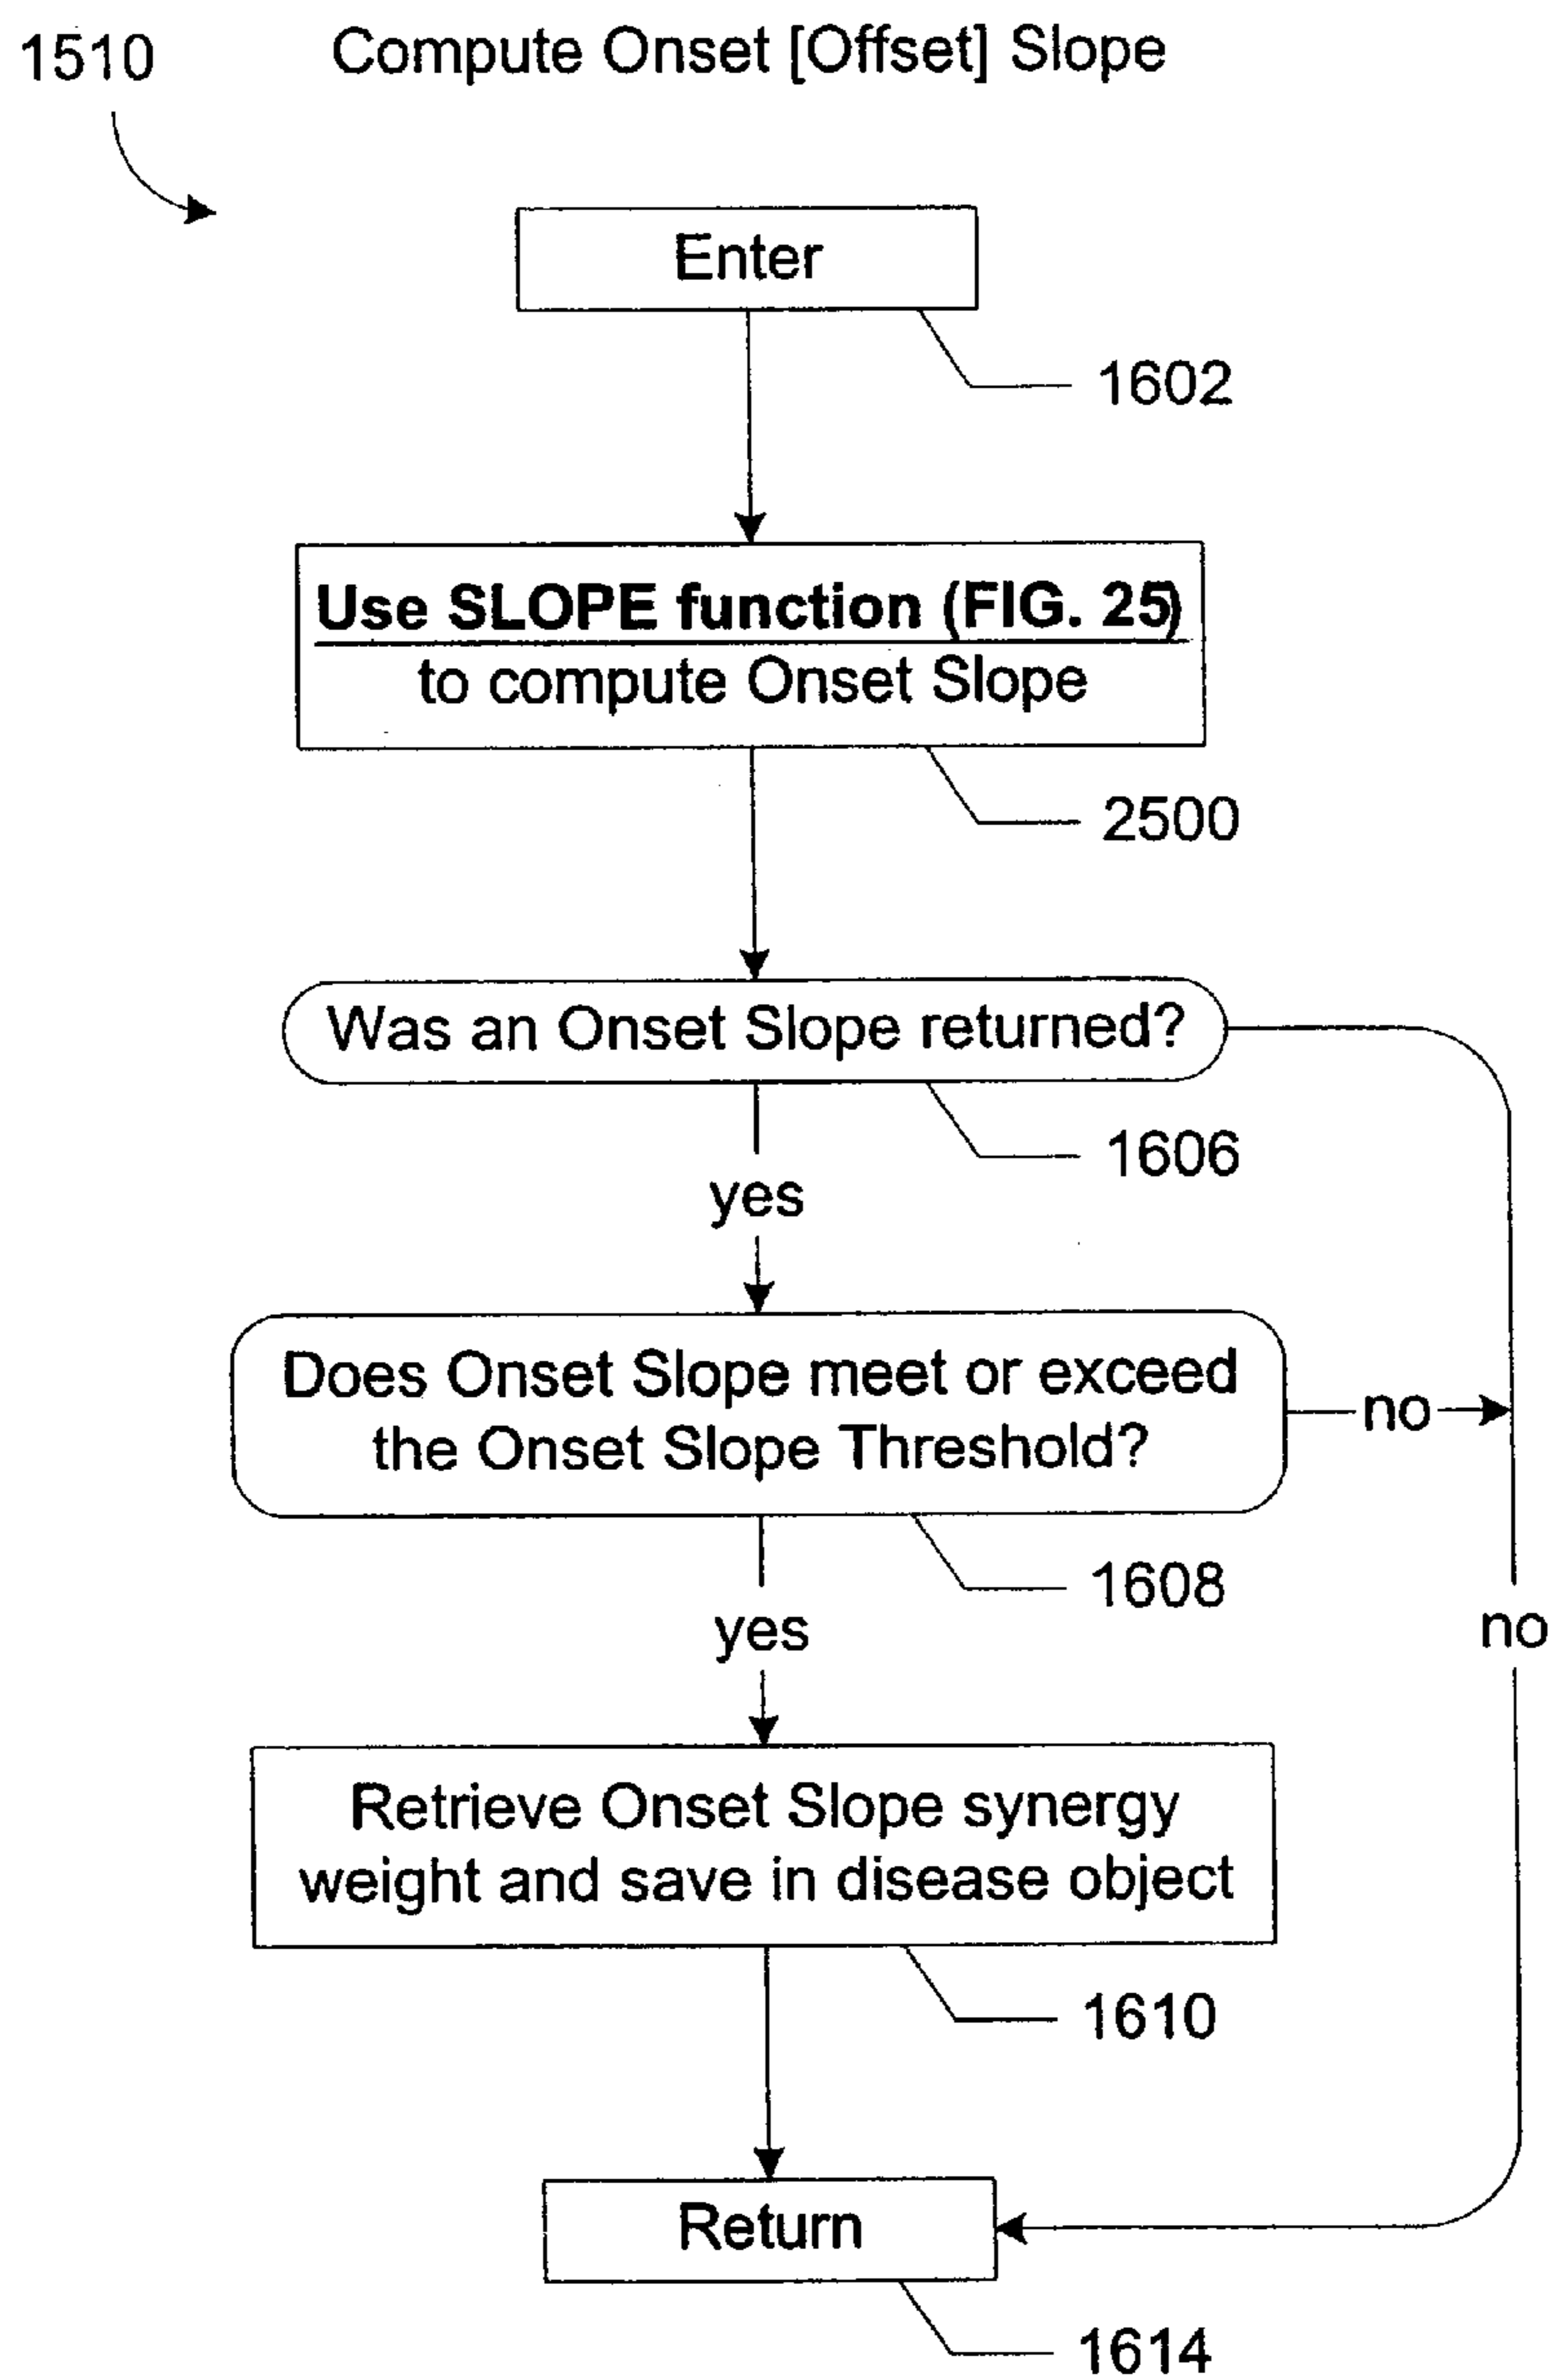 1510
Compute Onset [Offset] Slope
Enter
1602
Use SLOPE function (FIG. 25)
to compute Onset Slope
2500
Was an Onset Slope returned?
1606
yes
Does Onset Slope meet or exceed
the Onset Slope Threshold?
no
1608
yes
no
Retrieve Onset Slope synergy
weight and save in disease object
1610
Return
1614